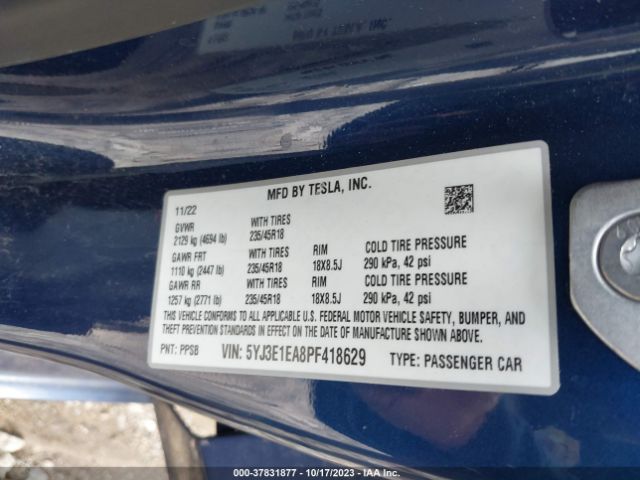 MFD BY TESLA, INC.
11/22
GVWR WITH TIRES
2129 kg (4694 lb) 235/45R18
GAWR FRT WITH TIRES RIM COLD TIRE PRESSURE
1110 kg (2447 lb) 235/45R18 18X8.5J 290 kPa, 42 psi
GAWR RR WITH TIRES RIM COLD TIRE PRESSURE
1257 kg (2771 lb) 235/45R18 18X8.5J 290 kPa, 42 psi
THIS VEHICLE CONFORMS TO ALL APPLICABLE U.S. FEDERAL MOTOR VEHICLE SAFETY, BUMPER, AND
THEFT PREVENTION STANDARDS IN EFFECT ON THE DATE OF MANUFACTURE SHOWN ABOVE.
PNT: PPSB VIN: 5YJ3E1EA8PF418629 TYPE: PASSENGER CAR
000-37831877 - 10/17/2023 - IAA Inc.